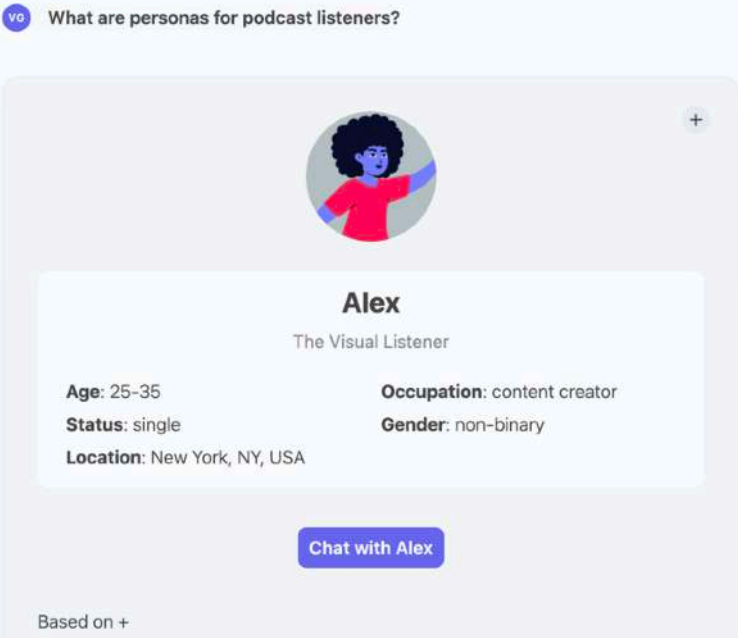 VG What are personas for podcast listeners?
+
Alex
The Visual Listener
Age: 25-35 Occupation: content creator
Status: single Gender: non-binary
Location: New York, NY, USA
Chat with Alex
Based on +